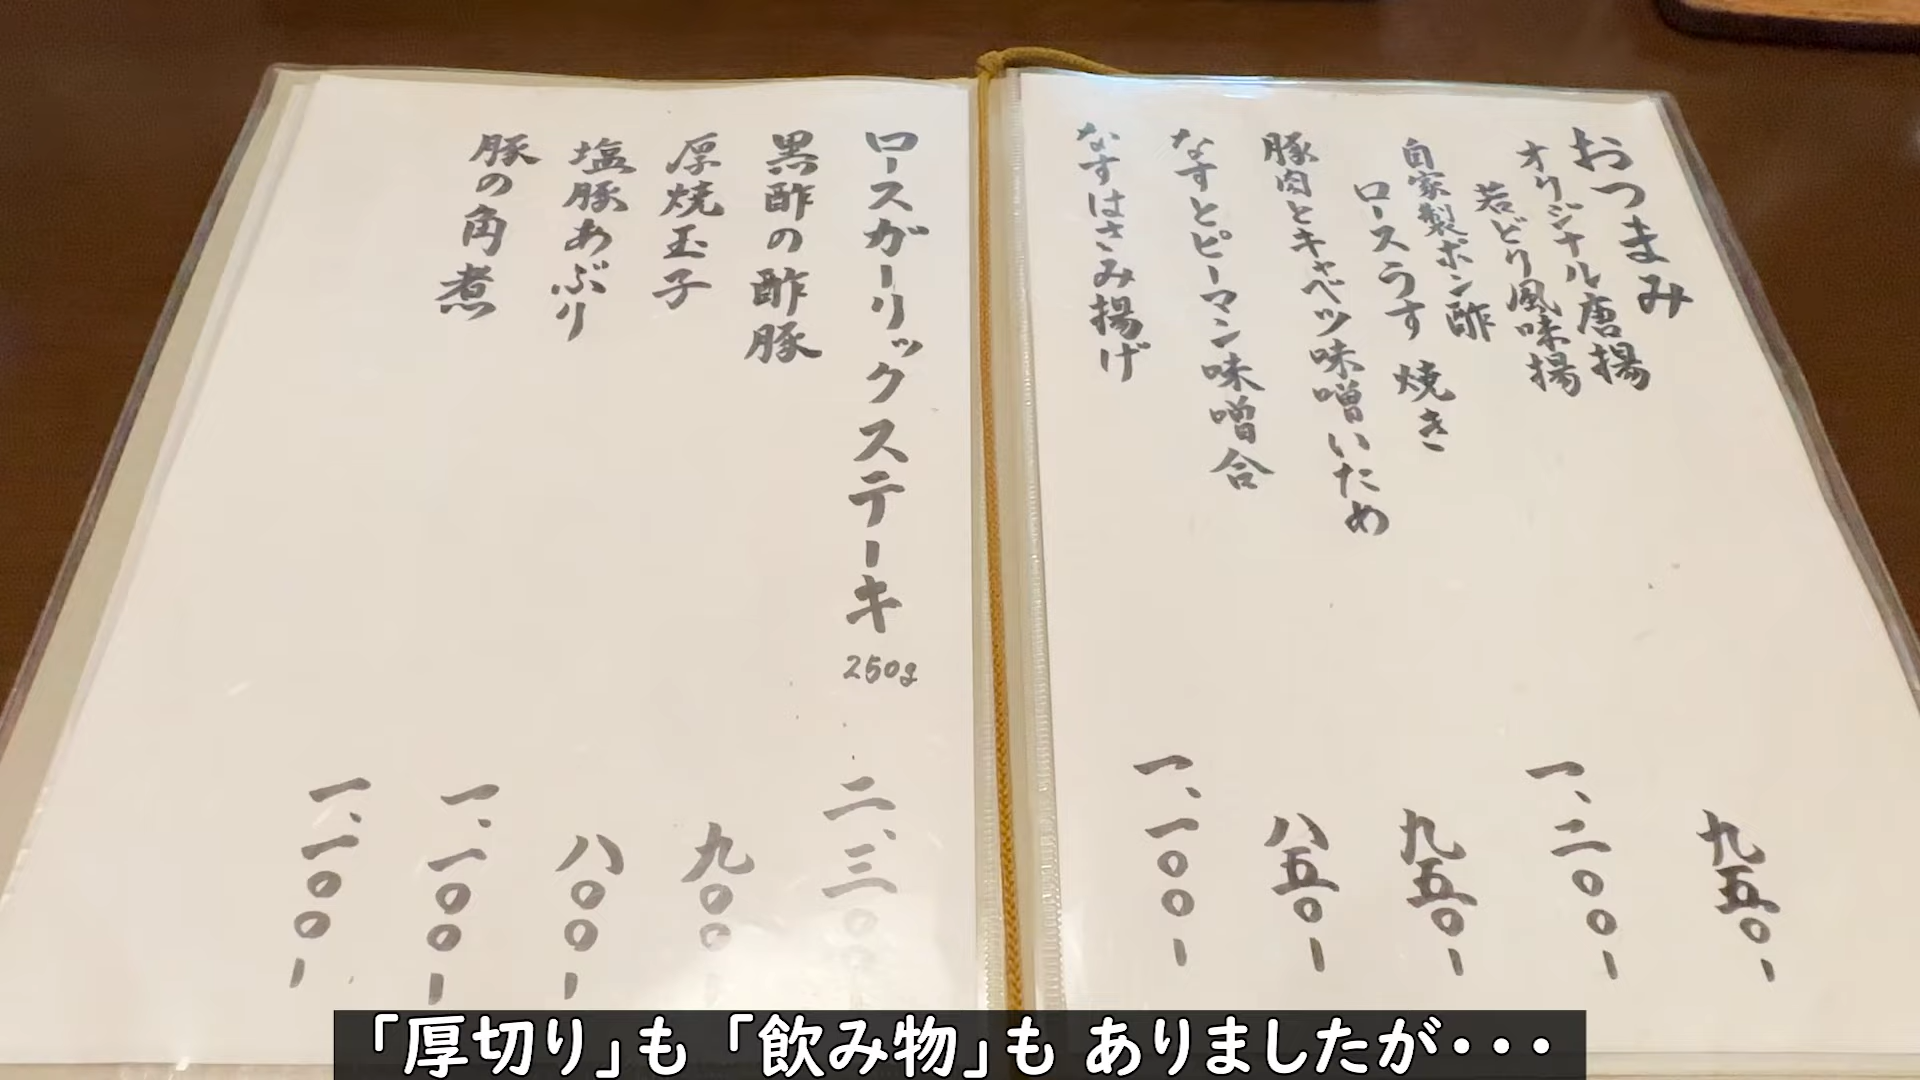 おつまみ
オリジナル唐揚
若どり風味揚
九五〇-
自家製ポン酢
ロースうす焼き
一、二〇〇-
豚肉とキャベツ味噌いため
九五〇-
なすとピーマン味噌合
八五〇-
なすはさみ揚げ
一、一〇〇-
ロースガーリックステーキ 250g
二、三〇〇
黒酢の酢豚
九〇〇-
厚焼玉子
八〇〇-
塩豚あぶり
一、一〇〇-
豚の角煮
一、一〇〇-
「厚切り」も「飲み物」も ありましたが・・・